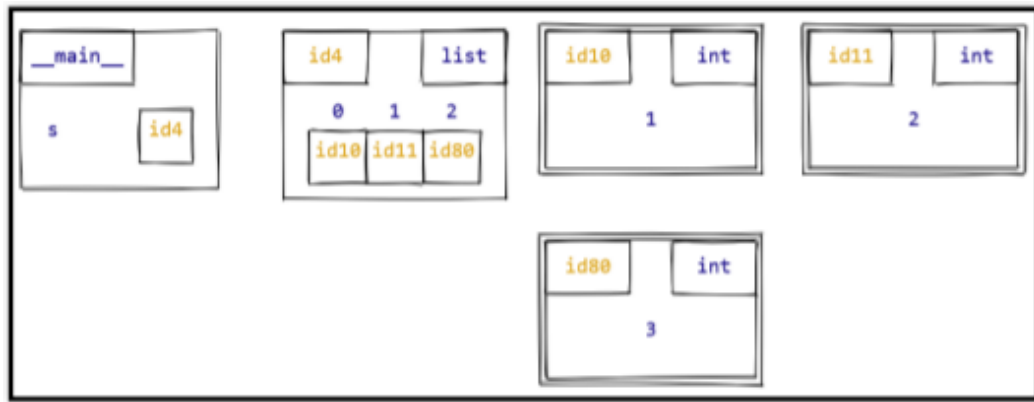 __main__
s id4
id4 list
0 1 2
id10 id11 id80
id10 int
1
id11 int
2
id80 int
3